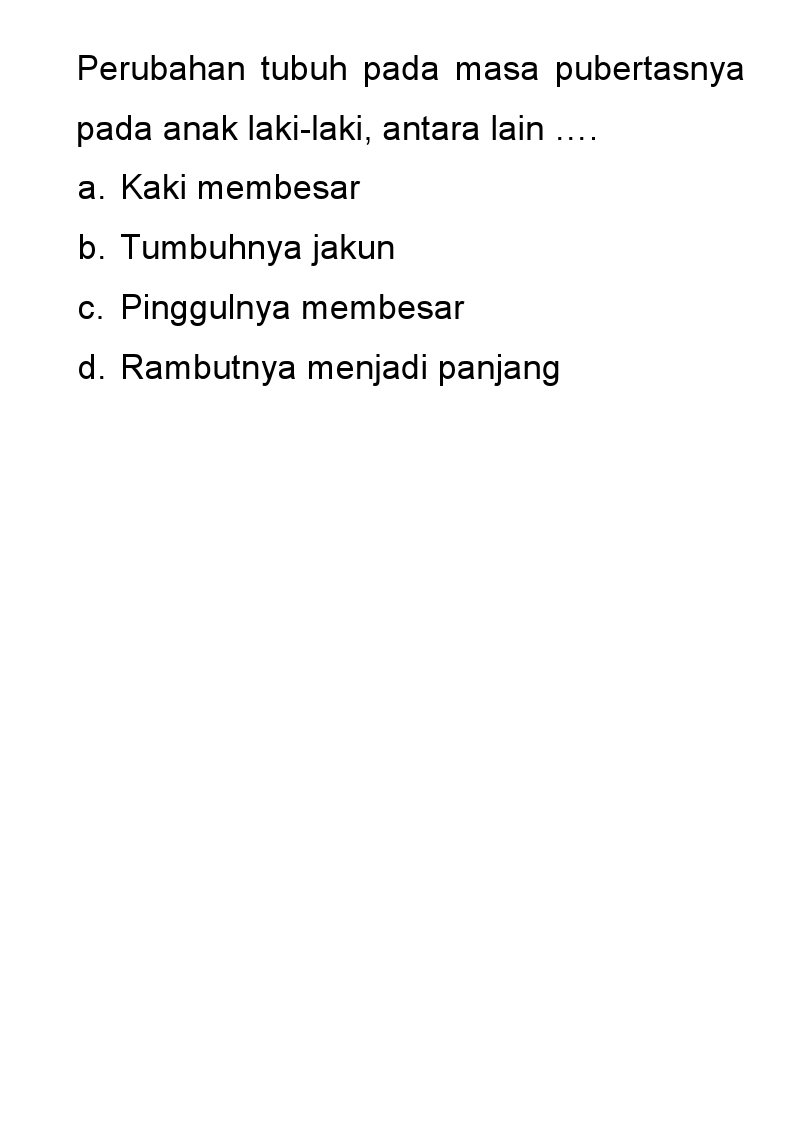 Perubahan tubuh pada masa pubertasnya
pada anak laki-laki, antara lain ….
a. Kaki membesar
b. Tumbuhnya jakun
c. Pinggulnya membesar
d. Rambutnya menjadi panjang